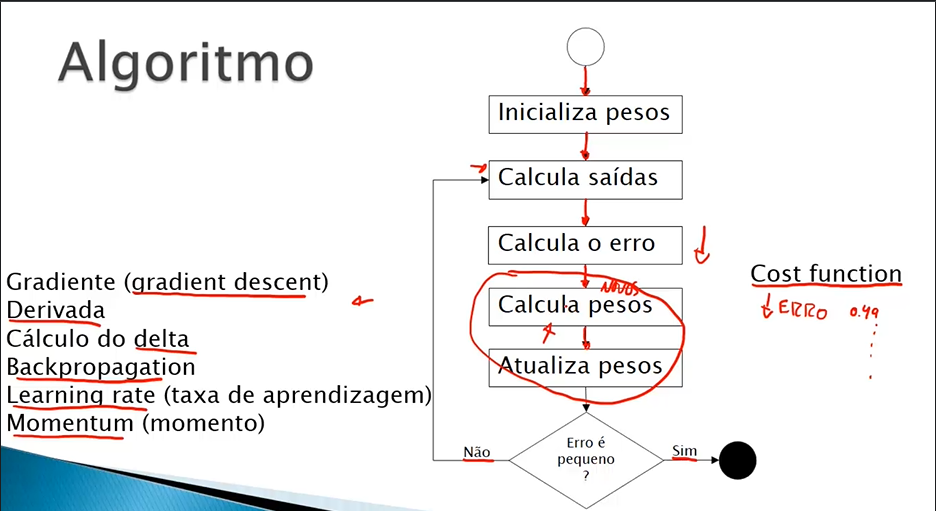 Algoritmo
Inicializa pesos
Calcula saídas
Calcula o erro
NOVOS
Calcula pesos
Atualiza pesos
Erro é
pequeno
?
Não
Sim
Gradiente (gradient descent)
Derivada
Cálculo do delta
Backpropagation
Learning rate (taxa de aprendizagem)
Momentum (momento)
Cost function
↓ ERRO 0.49